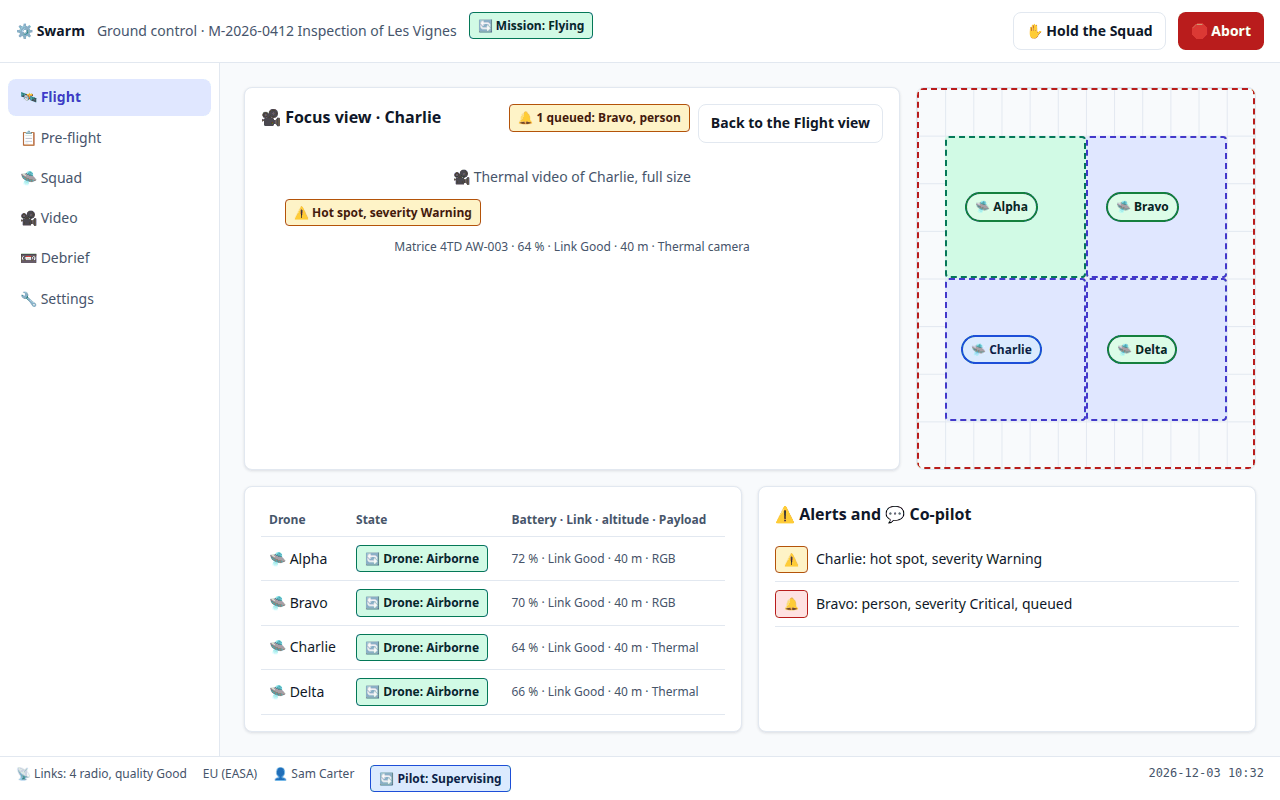 Swarm Ground control · M-2026-0412 Inspection of Les Vignes Mission: Flying Hold the Squad Abort
Flight
Pre-flight
Squad
Video
Debrief
Settings
Focus view · Charlie 1 queued: Bravo, person Back to the Flight view
Thermal video of Charlie, full size
Hot spot, severity Warning
Matrice 4TD AW-003 · 64 % · Link Good · 40 m · Thermal camera
Alpha Bravo
Charlie Delta
Drone State Battery · Link · altitude · Payload
Alpha Drone: Airborne 72 % · Link Good · 40 m · RGB
Bravo Drone: Airborne 70 % · Link Good · 40 m · RGB
Charlie Drone: Airborne 64 % · Link Good · 40 m · Thermal
Delta Drone: Airborne 66 % · Link Good · 40 m · Thermal
Alerts and Co-pilot
Charlie: hot spot, severity Warning
Bravo: person, severity Critical, queued
Links: 4 radio, quality Good EU (EASA) Sam Carter Pilot: Supervising 2026-12-03 10:32